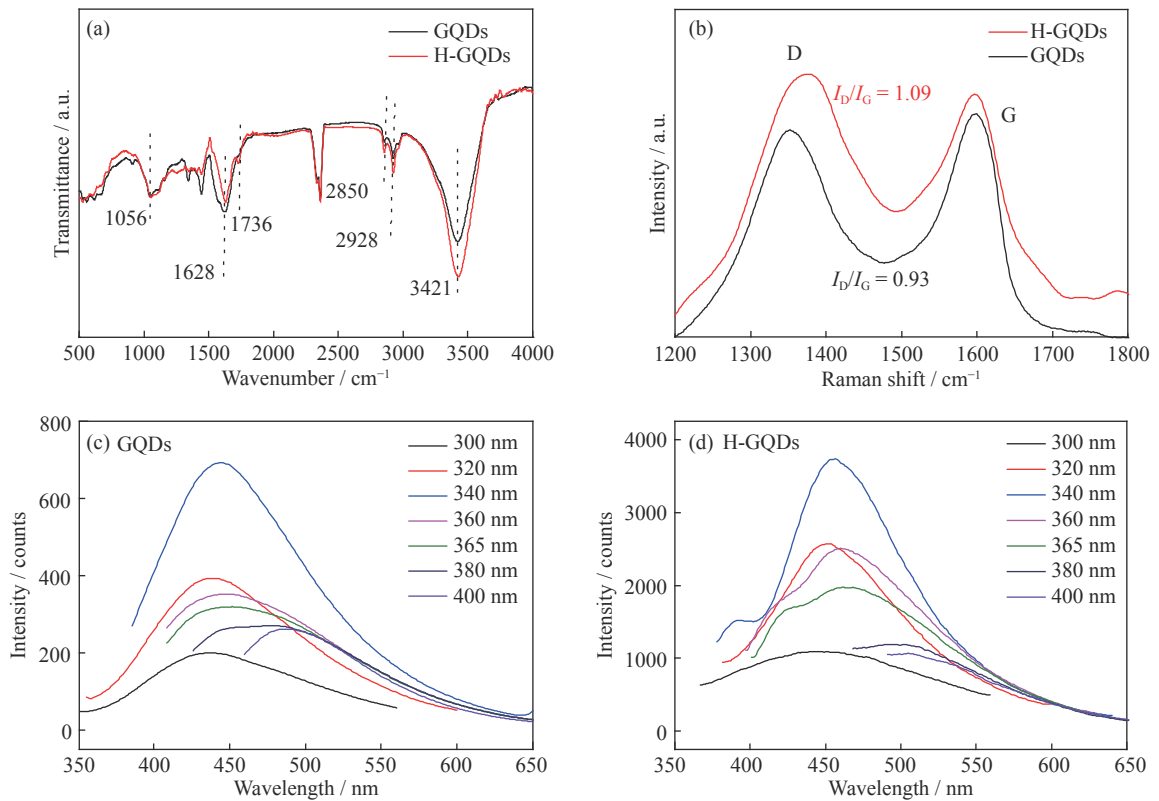 (a)
GQDs
H-GQDs
Transmittance / a.u.
1056
1628
1736
2850
2928
3421
500 1000 1500 2000 2500 3000 3500 4000
Wavenumber / cm⁻¹
(b)
H-GQDs
GQDs
D
G
I_D/I_G = 1.09
I_D/I_G = 0.93
Intensity / a.u.
1200 1300 1400 1500 1600 1700 1800
Raman shift / cm⁻¹
(c) GQDs
300 nm
320 nm
340 nm
360 nm
365 nm
380 nm
400 nm
Intensity / counts
800
600
400
200
0
350 400 450 500 550 600 650
Wavelength / nm
(d) H-GQDs
300 nm
320 nm
340 nm
360 nm
365 nm
380 nm
400 nm
Intensity / counts
4000
3000
2000
1000
0
350 400 450 500 550 600 650
Wavelength / nm